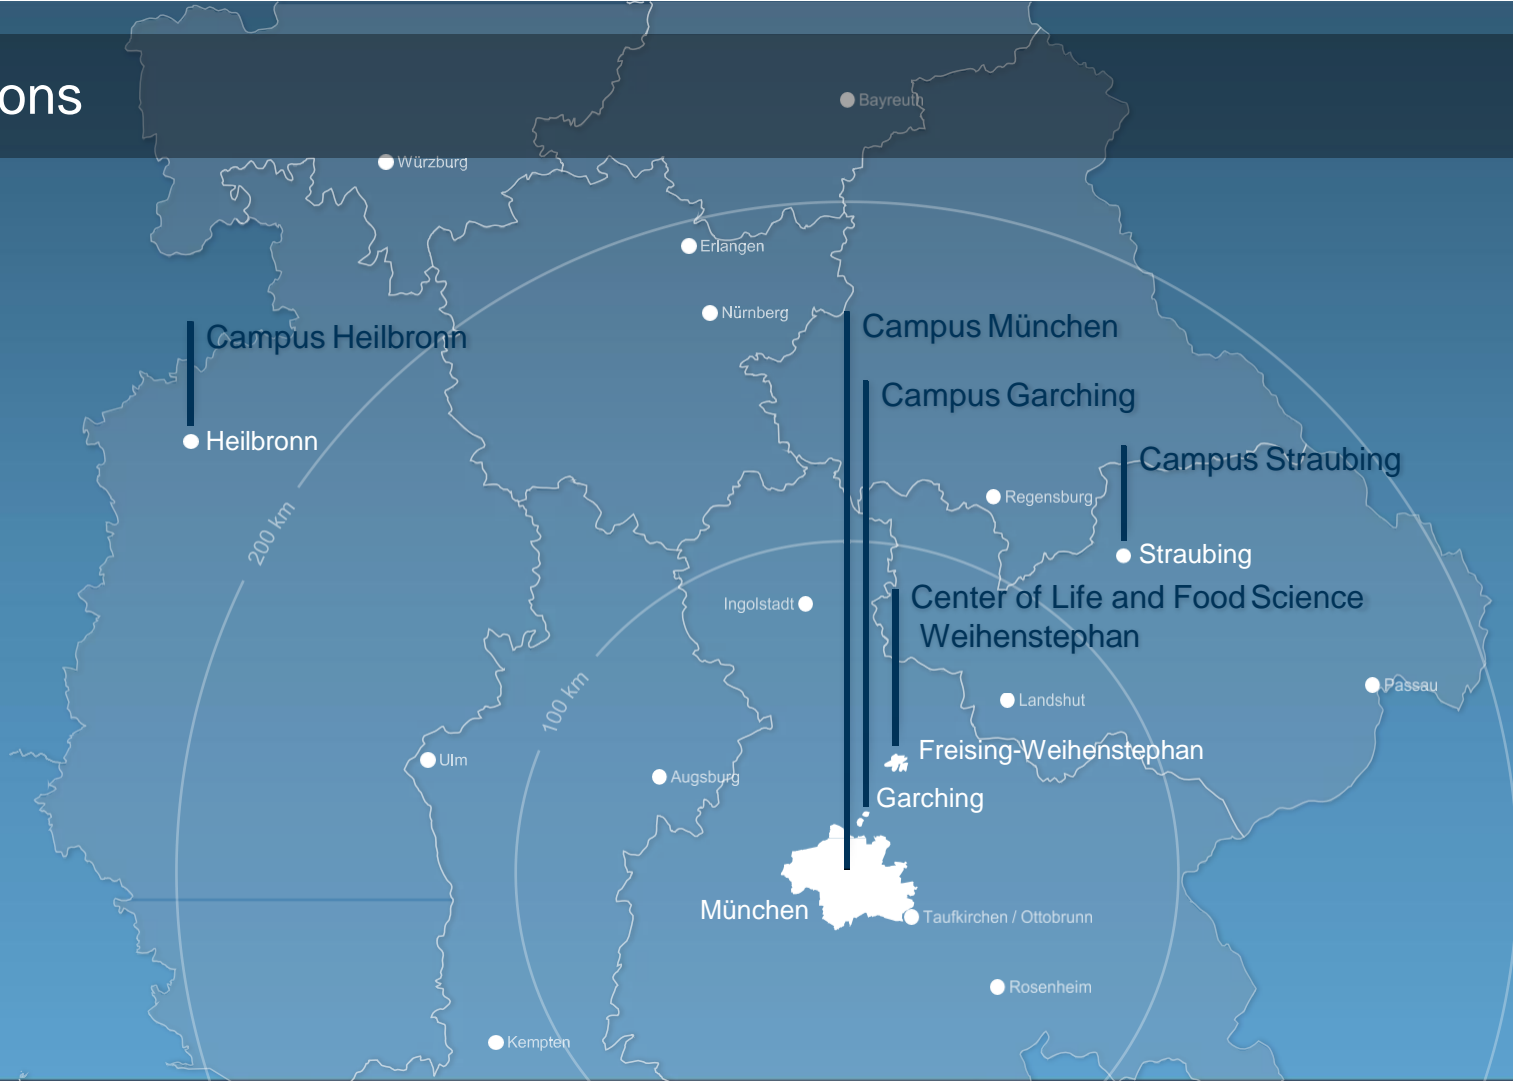 ons
Bayreuth
Würzburg
Erlangen
Nürnberg
Campus München
Campus Heilbronn
Campus Garching
Heilbronn
Campus Straubing
Regensburg
200 km
Straubing
Center of Life and Food Science
Weihenstephan
Ingolstadt
Passau
100 km
Landshut
Freising-Weihenstephan
Ulm
Augsburg
Garching
München
Taufkirchen / Ottobrunn
Rosenheim
Kempten